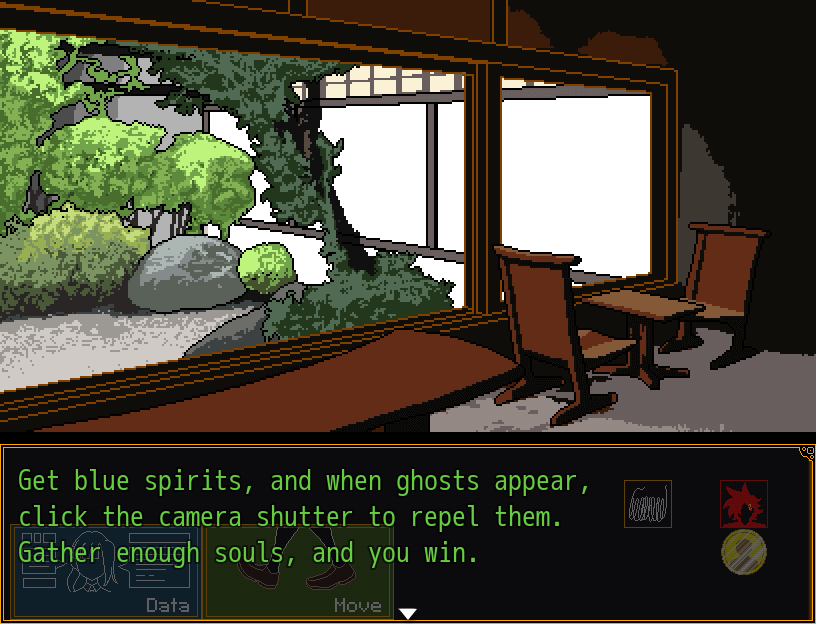 Get blue spirits, and when ghosts appear,
click the camera shutter to repel them.
Gather enough souls, and you win.
Data
Move